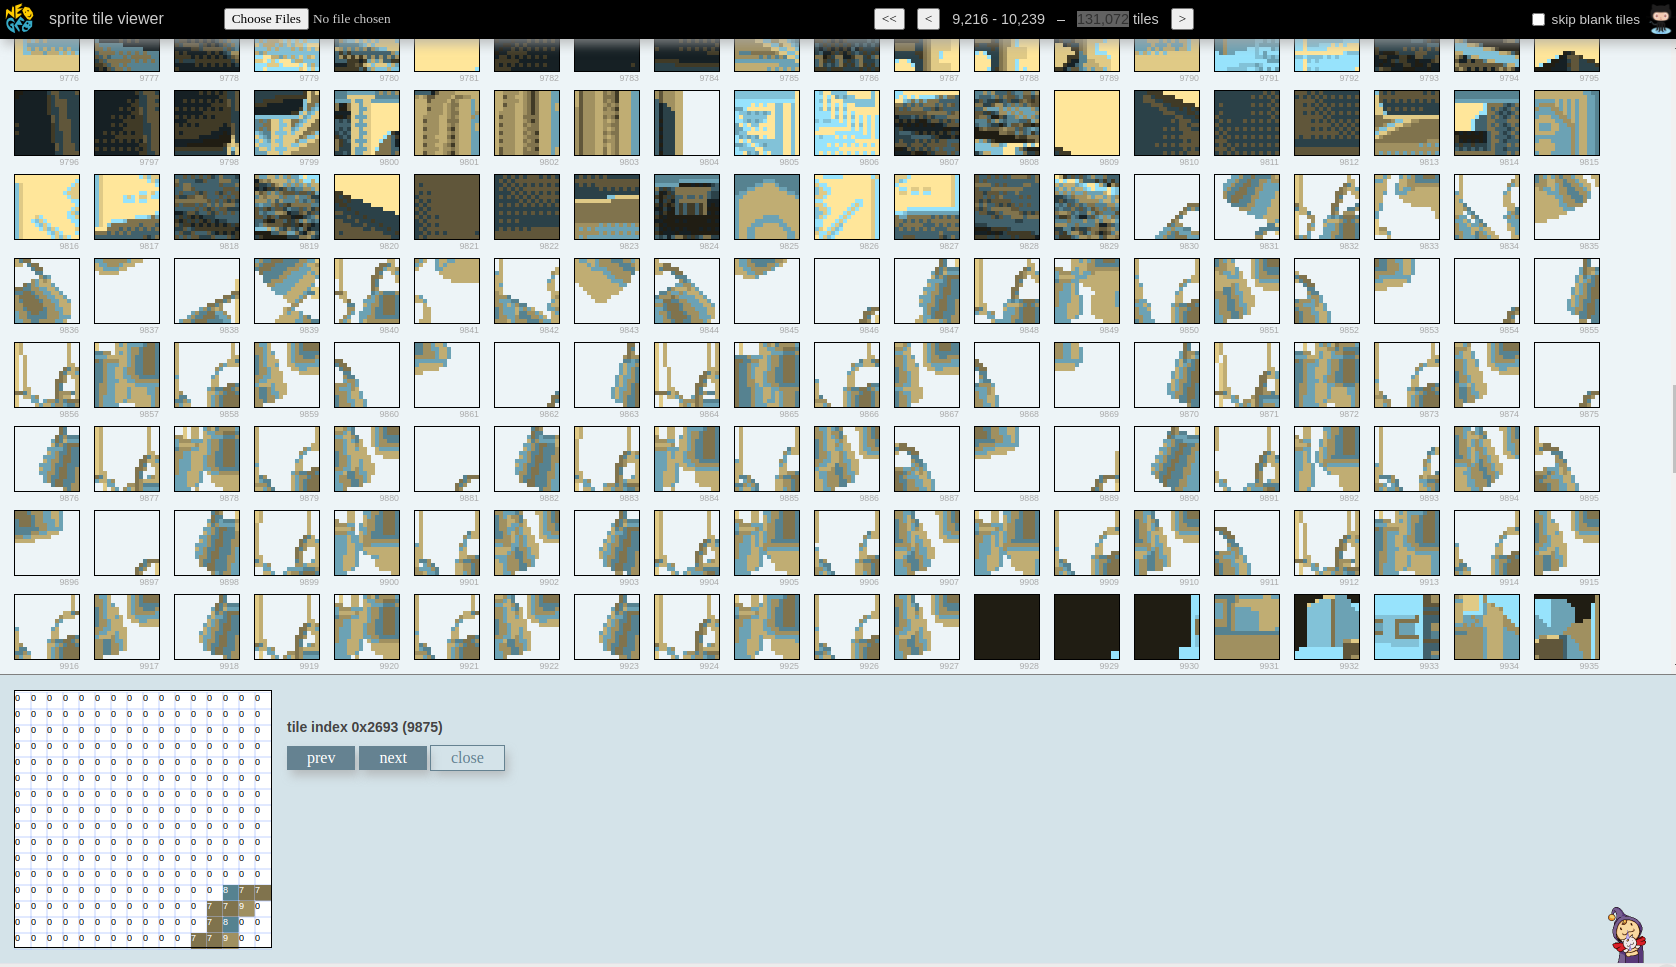 NEO GEO
sprite tile viewer
Choose Files No file chosen
<< < 9,216 - 10,239 – 131,072 tiles >
skip blank tiles
9776 9777 9778 9779 9780 9781 9782 9783 9784 9785 9786 9787 9788 9789 9790 9791 9792 9793 9794 9795
9796 9797 9798 9799 9800 9801 9802 9803 9804 9805 9806 9807 9808 9809 9810 9811 9812 9813 9814 9815
9816 9817 9818 9819 9820 9821 9822 9823 9824 9825 9826 9827 9828 9829 9830 9831 9832 9833 9834 9835
9836 9837 9838 9839 9840 9841 9842 9843 9844 9845 9846 9847 9848 9849 9850 9851 9852 9853 9854 9855
9856 9857 9858 9859 9860 9861 9862 9863 9864 9865 9866 9867 9868 9869 9870 9871 9872 9873 9874 9875
9876 9877 9878 9879 9880 9881 9882 9883 9884 9885 9886 9887 9888 9889 9890 9891 9892 9893 9894 9895
9896 9897 9898 9899 9900 9901 9902 9903 9904 9905 9906 9907 9908 9909 9910 9911 9912 9913 9914 9915
9916 9917 9918 9919 9920 9921 9922 9923 9924 9925 9926 9927 9928 9929 9930 9931 9932 9933 9934 9935
0 0 0 0 0 0 0 0 0 0 0 0 0 0 0 0
0 0 0 0 0 0 0 0 0 0 0 0 0 0 0 0
0 0 0 0 0 0 0 0 0 0 0 0 0 0 0 0
0 0 0 0 0 0 0 0 0 0 0 0 0 0 0 0
0 0 0 0 0 0 0 0 0 0 0 0 0 0 0 0
0 0 0 0 0 0 0 0 0 0 0 0 0 0 0 0
0 0 0 0 0 0 0 0 0 0 0 0 0 0 0 0
0 0 0 0 0 0 0 0 0 0 0 0 0 0 0 0
0 0 0 0 0 0 0 0 0 0 0 0 0 0 0 0
0 0 0 0 0 0 0 0 0 0 0 0 0 0 0 0
0 0 0 0 0 0 0 0 0 0 0 0 0 0 0 0
0 0 0 0 0 0 0 0 0 0 0 0 0 0 0 0
0 0 0 0 0 0 0 0 0 0 0 0 0 8 7 7
0 0 0 0 0 0 0 0 0 0 0 0 7 7 9 0
0 0 0 0 0 0 0 0 0 0 0 0 7 8 0 0
0 0 0 0 0 0 0 0 0 0 0 7 7 9 0 0
tile index 0x2693 (9875)
prev next close